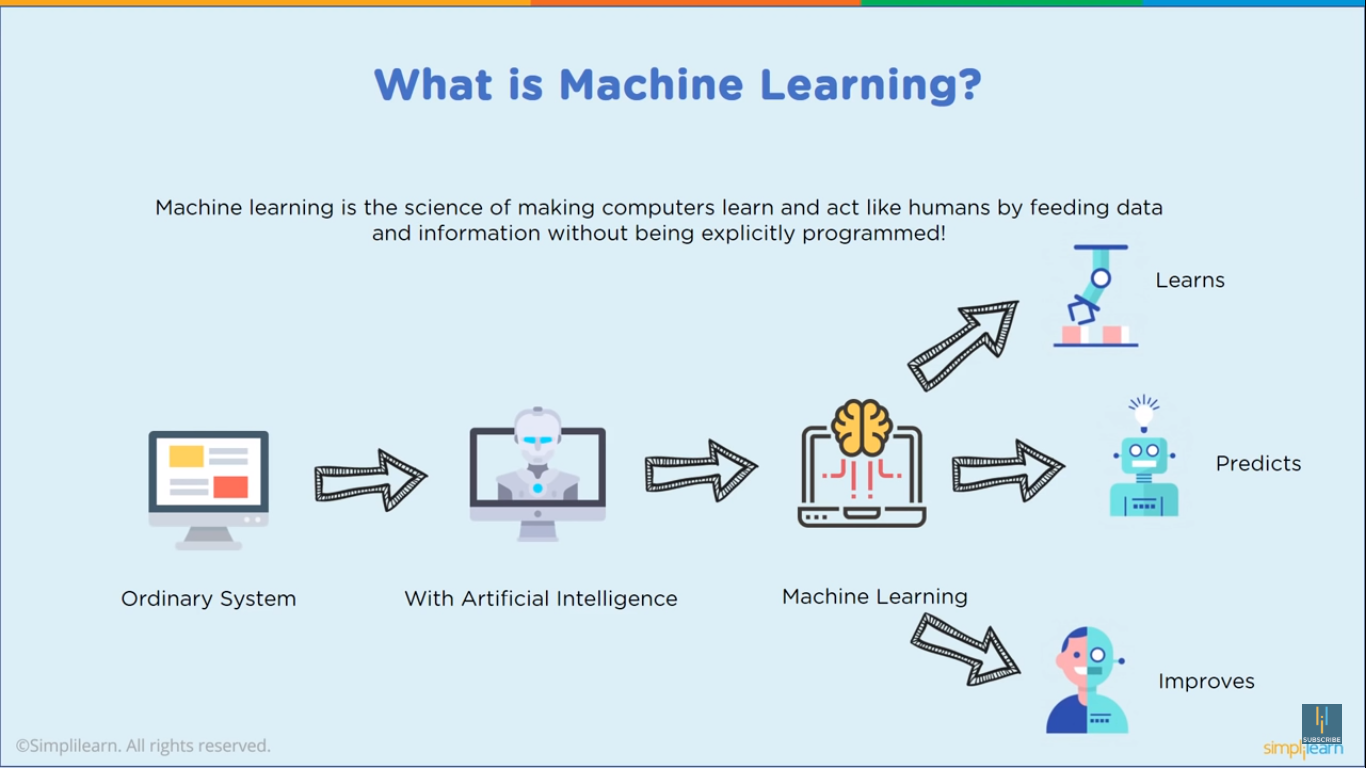 What is Machine Learning?
Machine learning is the science of making computers learn and act like humans by feeding data
and information without being explicitly programmed!
Learns
Predicts
Ordinary System
With Artificial Intelligence
Machine Learning
Improves
SUBSCRIBE
©Simplilearn. All rights reserved.
simplilearn